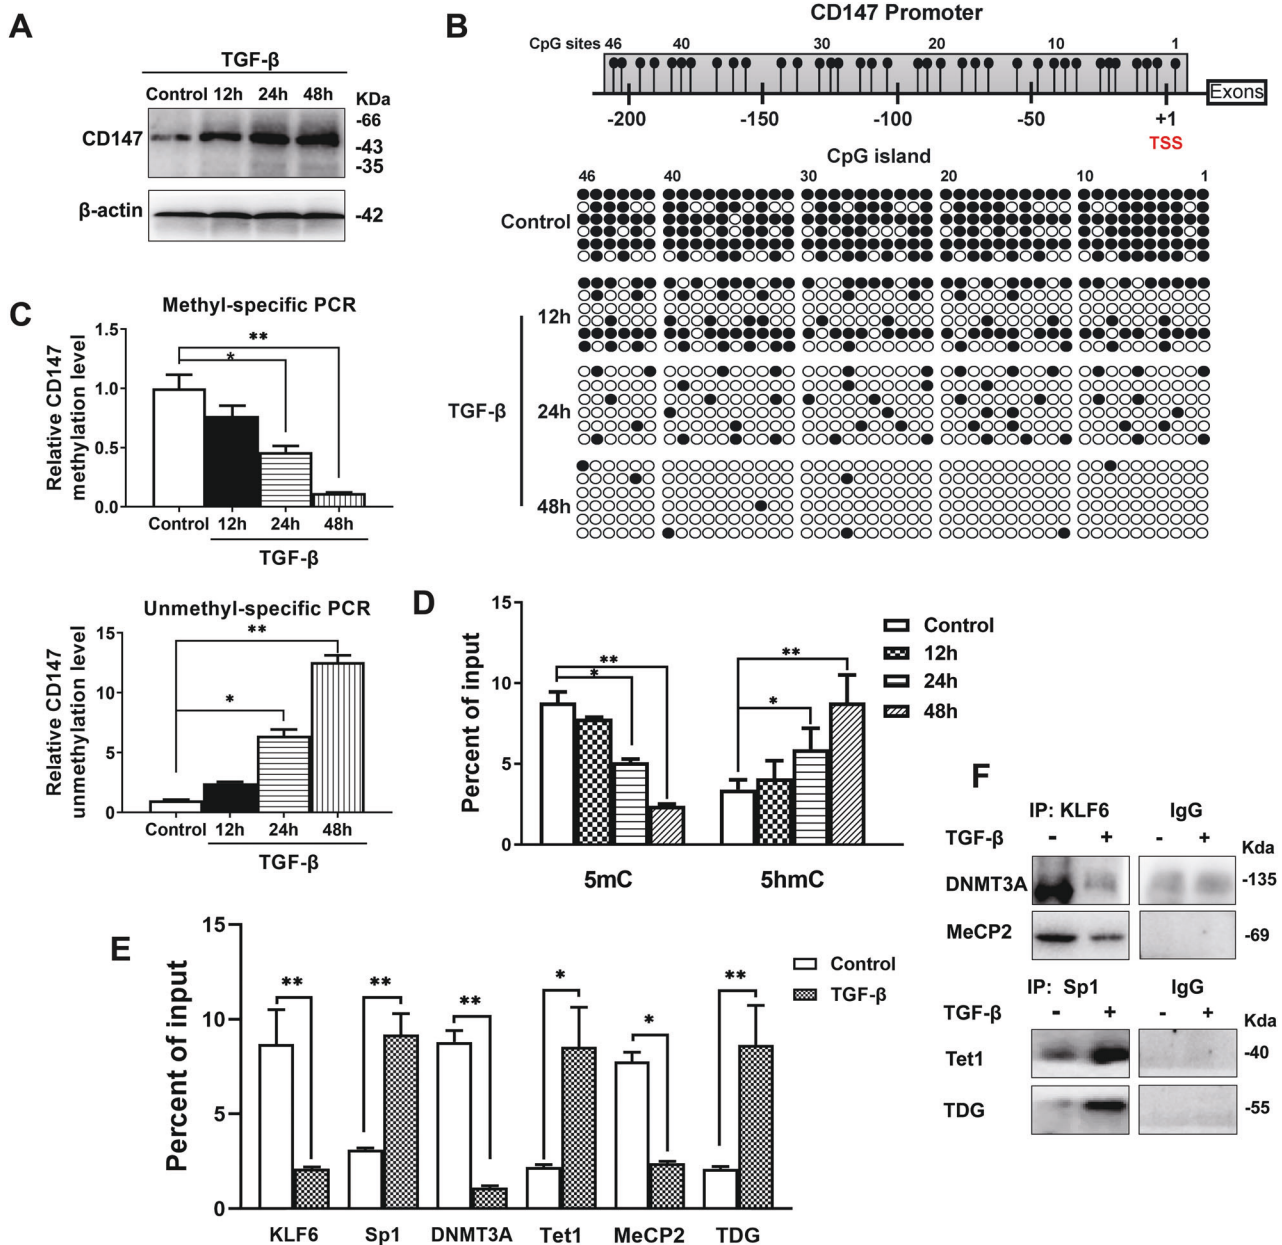 A
TGF-β
Control 12h 24h 48h
KDa
-66
CD147
-43
-35
β-actin
-42
B
CD147 Promoter
CpG sites 46 40 30 20 10 1
Exons
-200 -150 -100 -50 +1
TSS
CpG island
46 40 30 20 10 1
Control
12h
TGF-β
24h
48h
C
Methyl-specific PCR
Relative CD147
methylation level
1.5
1.0
0.5
0.0
**
*
Control 12h 24h 48h
TGF-β
Unmethyl-specific PCR
Relative CD147
unmethylation level
15
10
5
0
**
*
Control 12h 24h 48h
TGF-β
D
Percent of input
15
10
5
0
**
*
**
*
5mC 5hmC
Control
12h
24h
48h
E
Percent of input
15
10
5
0
** ** ** * * **
KLF6 Sp1 DNMT3A Tet1 MeCP2 TDG
Control
TGF-β
F
IP: KLF6 IgG
TGF-β - + - +
Kda
DNMT3A -135
MeCP2 -69
IP: Sp1 IgG
TGF-β - + - +
Kda
Tet1 -40
TDG -55